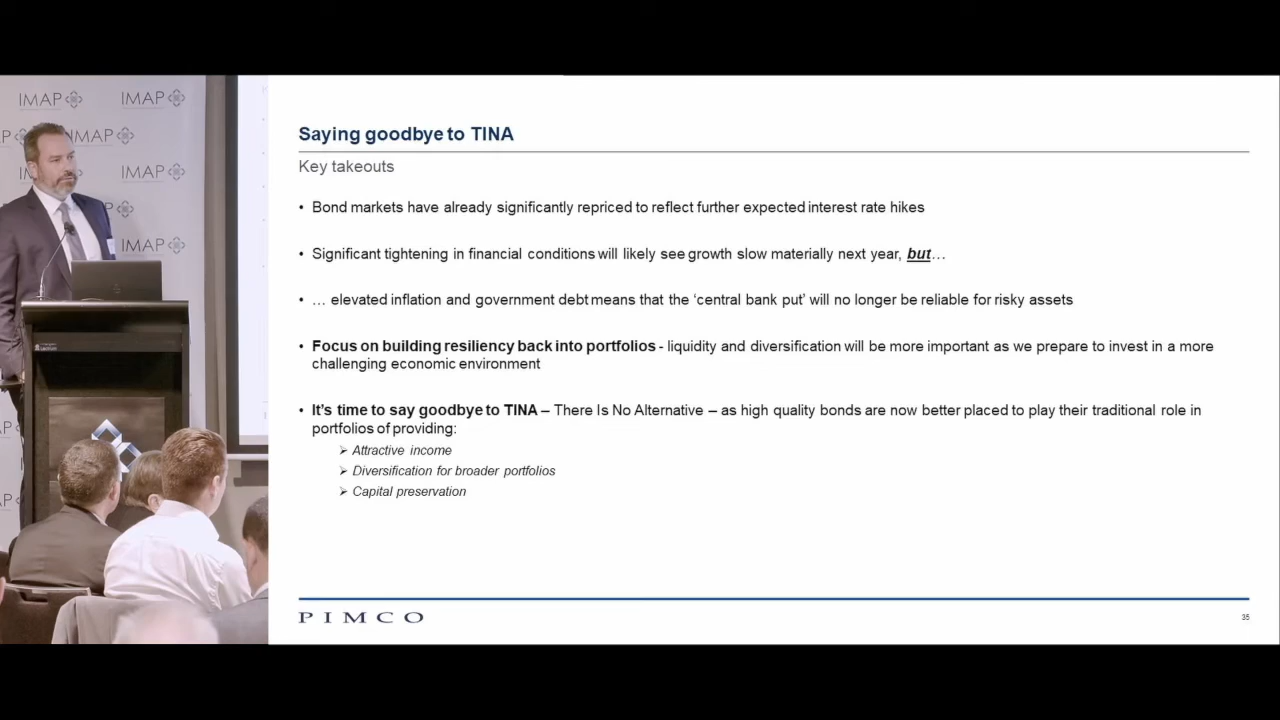 IMAP
IMAP
IMAP
IMAP
IMAP
Saying goodbye to TINA
Key takeouts
• Bond markets have already significantly repriced to reflect further expected interest rate hikes
• Significant tightening in financial conditions will likely see growth slow materially next year, but…
• … elevated inflation and government debt means that the ‘central bank put’ will no longer be reliable for risky assets
• Focus on building resiliency back into portfolios - liquidity and diversification will be more important as we prepare to invest in a more
challenging economic environment
• It’s time to say goodbye to TINA – There Is No Alternative – as high quality bonds are now better placed to play their traditional role in
portfolios of providing:
➢ Attractive income
➢ Diversification for broader portfolios
➢ Capital preservation
PIMCO
35